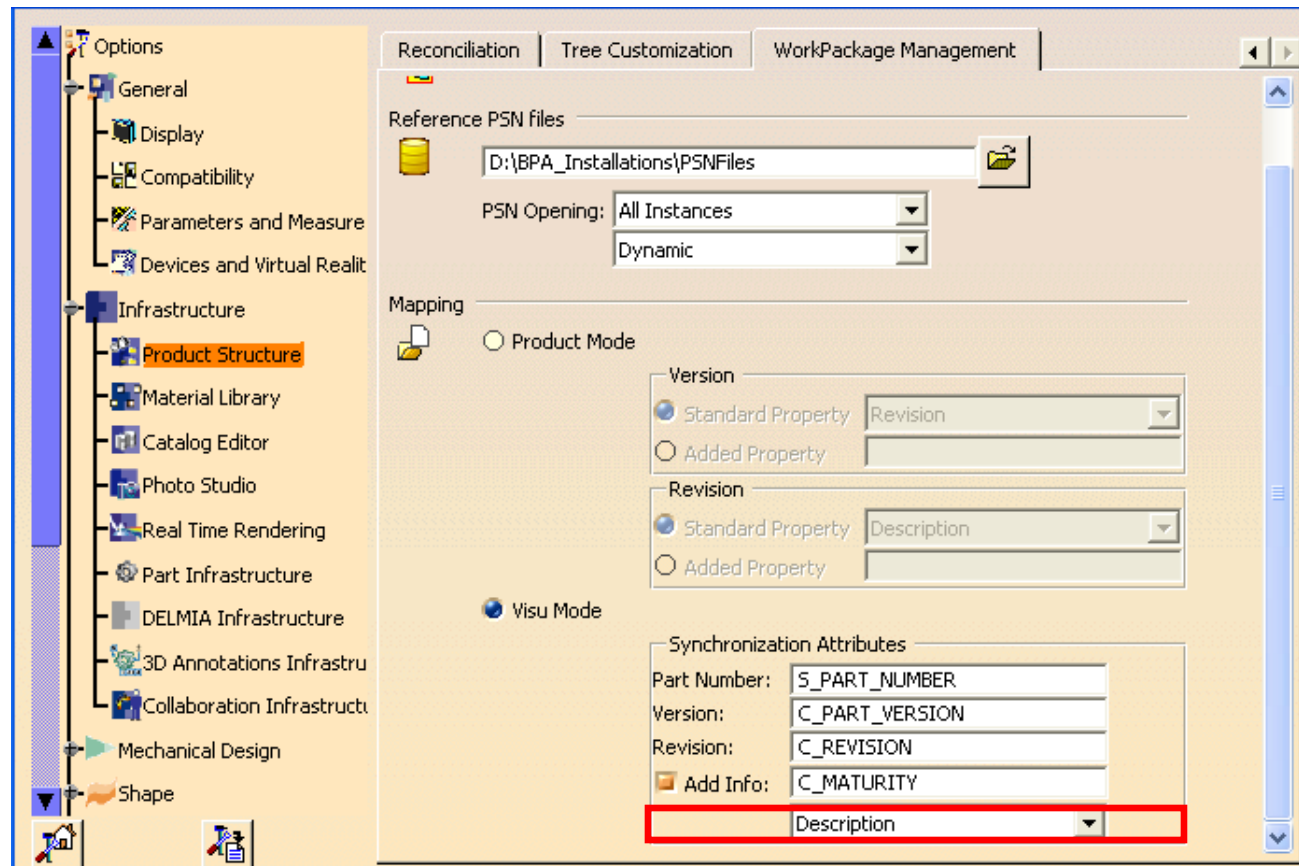 Options
General
Display
Compatibility
Parameters and Measure
Devices and Virtual Realit
Infrastructure
Product Structure
Material Library
Catalog Editor
Photo Studio
Real Time Rendering
Part Infrastructure
DELMIA Infrastructure
3D Annotations Infrastru
Collaboration Infrastructu
Mechanical Design
Shape
Reconciliation Tree Customization WorkPackage Management
Reference PSN files
D:\BPA_Installations\PSNFiles
PSN Opening: All Instances
Dynamic
Mapping
Product Mode
Version
Standard Property Revision
Added Property
Revision
Standard Property Description
Added Property
Visu Mode
Synchronization Attributes
Part Number: S_PART_NUMBER
Version: C_PART_VERSION
Revision: C_REVISION
Add Info: C_MATURITY
Description